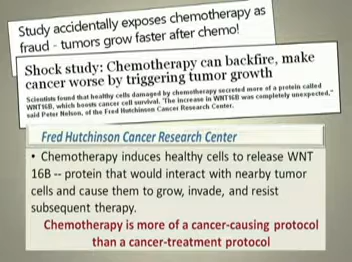 Study accidentally exposes chemotherapy as
fraud - tumors grow faster after chemo!
Shock study: Chemotherapy can backfire, make
cancer worse by triggering tumor growth
Scientists found that healthy cells damaged by chemotherapy secreted more of a protein called
WNT16B, which boosts cancer cell survival. "The increase in WNT16B was completely unexpected,"
said Peter Nelson, of the Fred Hutchinson Cancer Research Center.
Fred Hutchinson Cancer Research Center
• Chemotherapy induces healthy cells to release WNT
16B -- protein that would interact with nearby tumor
cells and cause them to grow, invade, and resist
subsequent therapy.
Chemotherapy is more of a cancer-causing protocol
than a cancer-treatment protocol